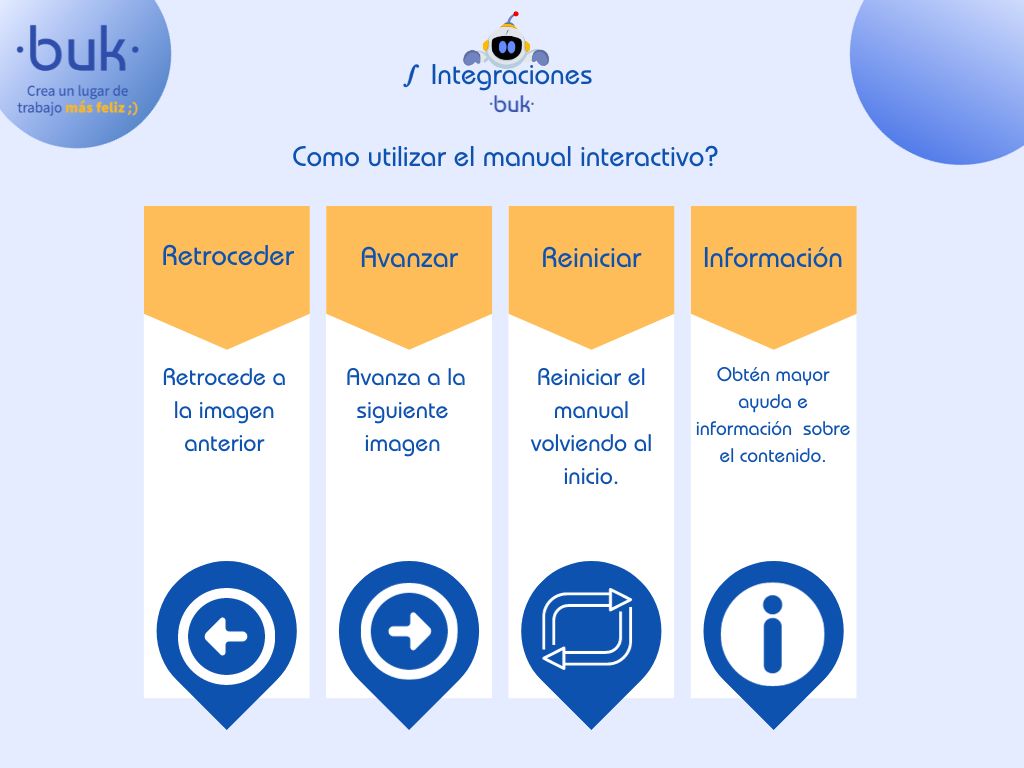 ·buk·
Crea un lugar de
trabajo más feliz ;)
∫ Integraciones
·buk·
Como utilizar el manual interactivo?
Retroceder
Retrocede a
la imagen
anterior
Avanzar
Avanza a la
siguiente
imagen
Reiniciar
Reiniciar el
manual
volviendo al
inicio.
Información
Obtén mayor
ayuda e
información sobre
el contenido.